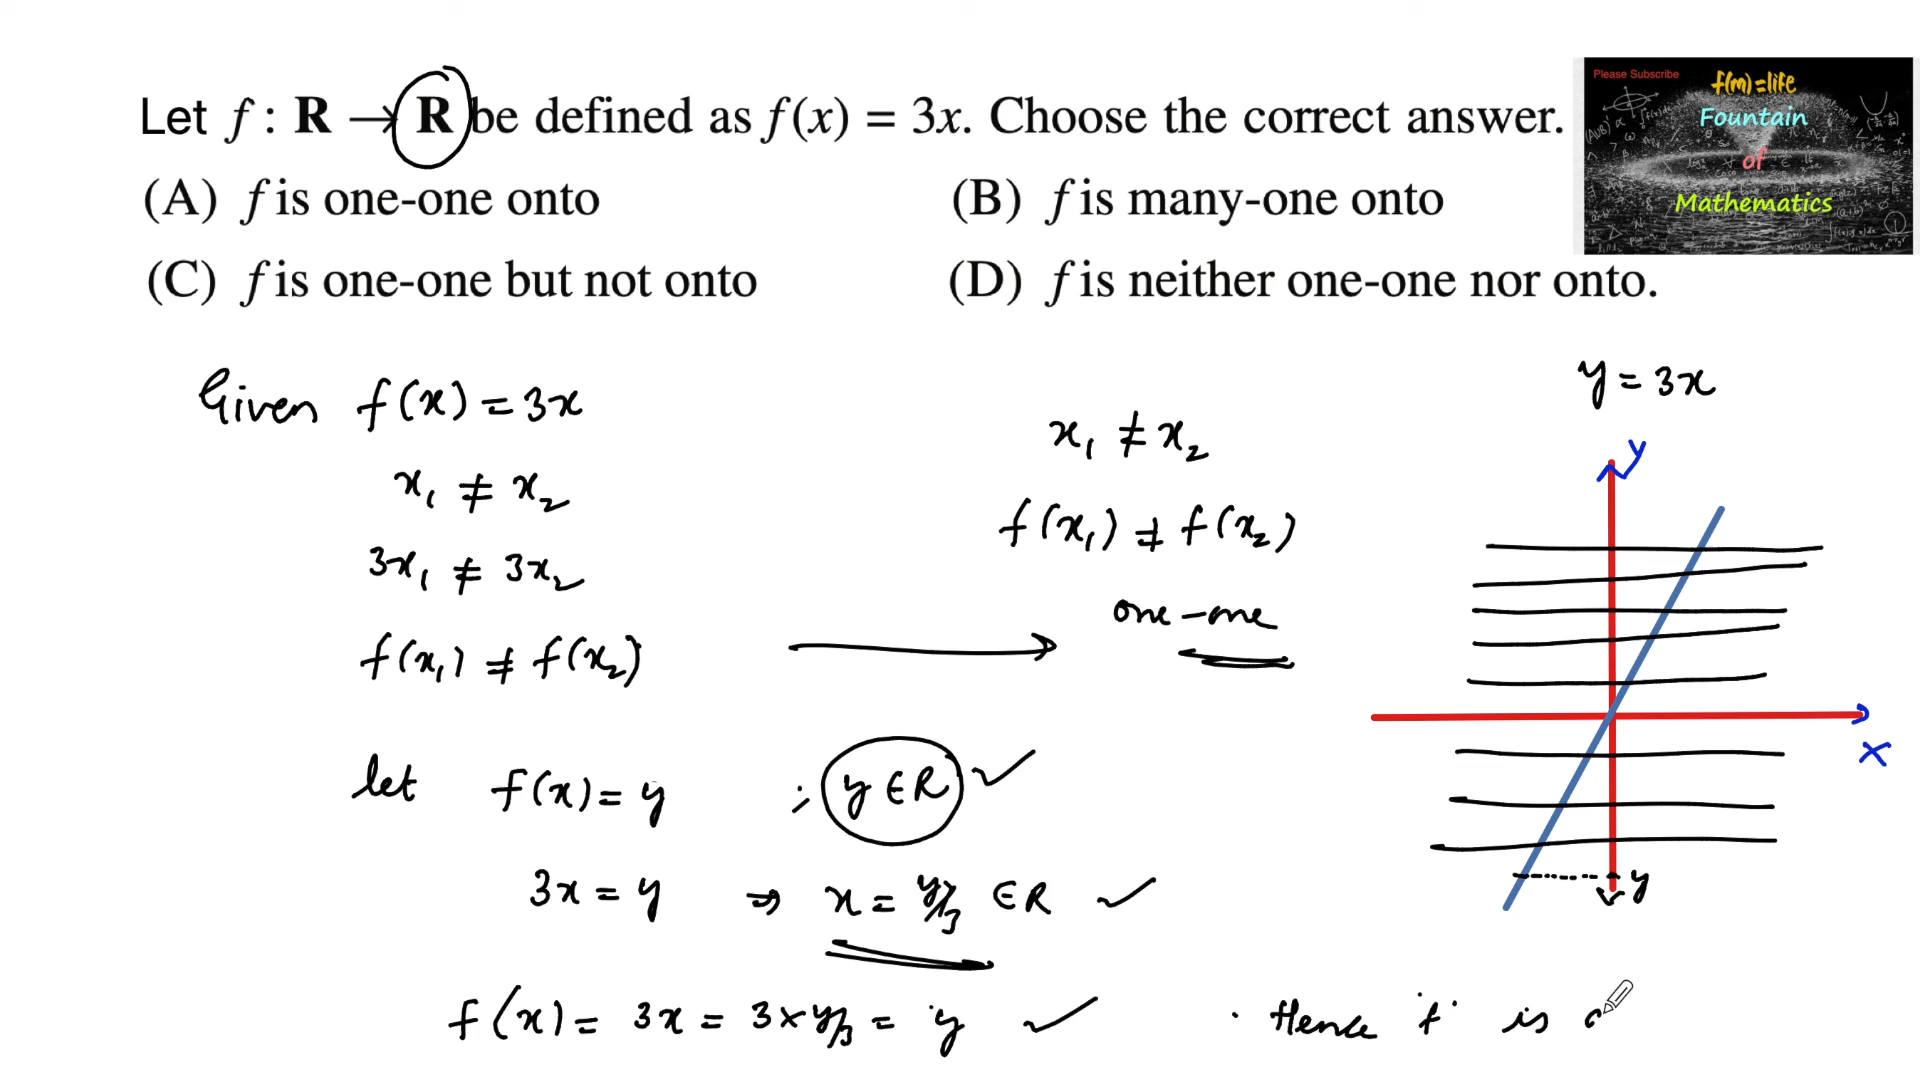 Let f : R → R be defined as f(x) = 3x. Choose the correct answer.
(A) f is one-one onto
(B) f is many-one onto
(C) f is one-one but not onto
(D) f is neither one-one nor onto.
Please Subscribe
f(m)=life
Fountain
of
Mathematics
Given f(x) = 3x
x₁ ≠ x₂
3x₁ ≠ 3x₂
f(x₁) ≠ f(x₂)
x₁ ≠ x₂
f(x₁) ≠ f(x₂)
one-one
y = 3x
y
x
y
let f(x) = y ; y ∈ R ✓
3x = y ⇒ x = y/3 ∈ R ✓
f(x) = 3x = 3 × y/3 = y ✓
Hence f is